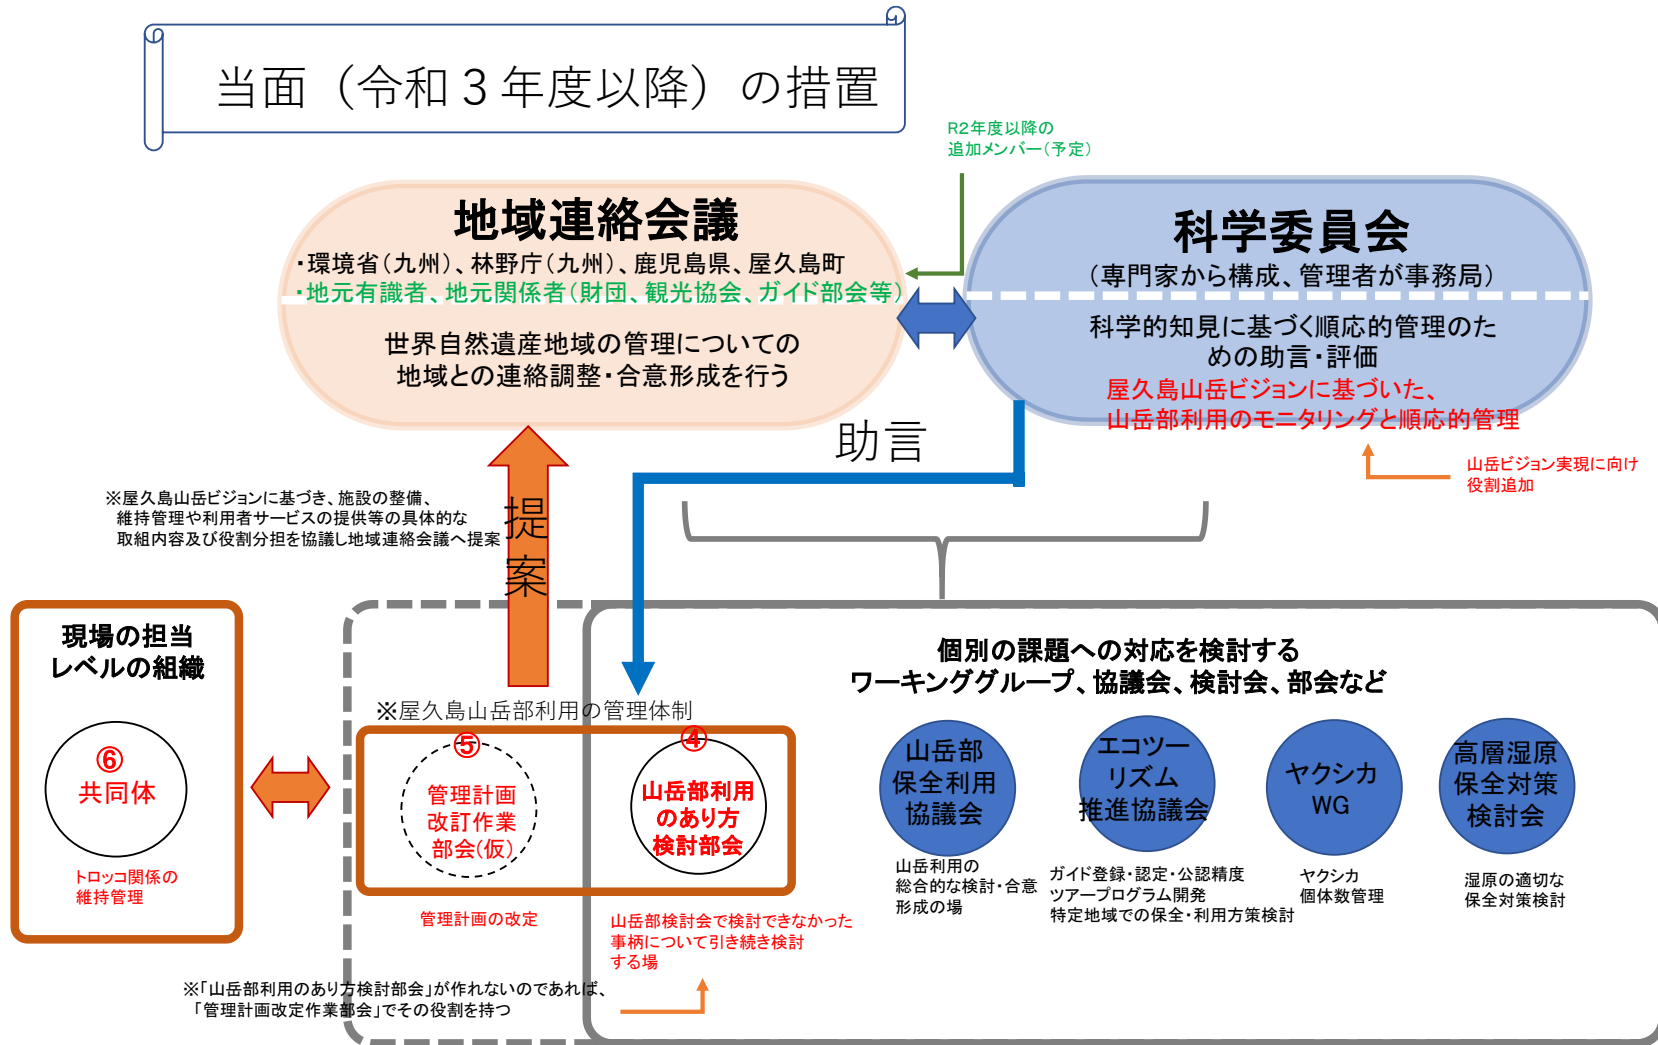 当面（令和３年度以降）の措置
R2年度以降の
追加メンバー（予定）
地域連絡会議
・環境省（九州）、林野庁（九州）、鹿児島県、屋久島町
・地元有識者、地元関係者（財団、観光協会、ガイド部会等）
世界自然遺産地域の管理についての
地域との連絡調整・合意形成を行う
科学委員会
（専門家から構成、管理者が事務局）
科学的知見に基づく順応的管理のた
めの助言・評価
屋久島山岳ビジョンに基づいた、
山岳部利用のモニタリングと順応的管理
山岳ビジョン実現に向け
役割追加
助言
提
案
※屋久島山岳ビジョンに基づき、施設の整備、
維持管理や利用者サービスの提供等の具体的な
取組内容及び役割分担を協議し地域連絡会議へ提案
現場の担当
レベルの組織
⑥
共同体
トロッコ関係の
維持管理
※屋久島山岳部利用の管理体制
⑤
管理計画
改訂作業
部会(仮)
管理計画の改定
④
山岳部利用
のあり方
検討部会
山岳部検討会で検討できなかった
事柄について引き続き検討
する場
※「山岳部利用のあり方検討部会」が作れないのであれば、
「管理計画改定作業部会」でその役割を持つ
個別の課題への対応を検討する
ワーキンググループ、協議会、検討会、部会など
山岳部
保全利用
協議会
山岳利用の
総合的な検討・合意
形成の場
エコツー
リズム
推進協議会
ガイド登録・認定・公認精度
ツアープログラム開発
特定地域での保全・利用方策検討
ヤクシカ
WG
ヤクシカ
個体数管理
高層湿原
保全対策
検討会
湿原の適切な
保全対策検討